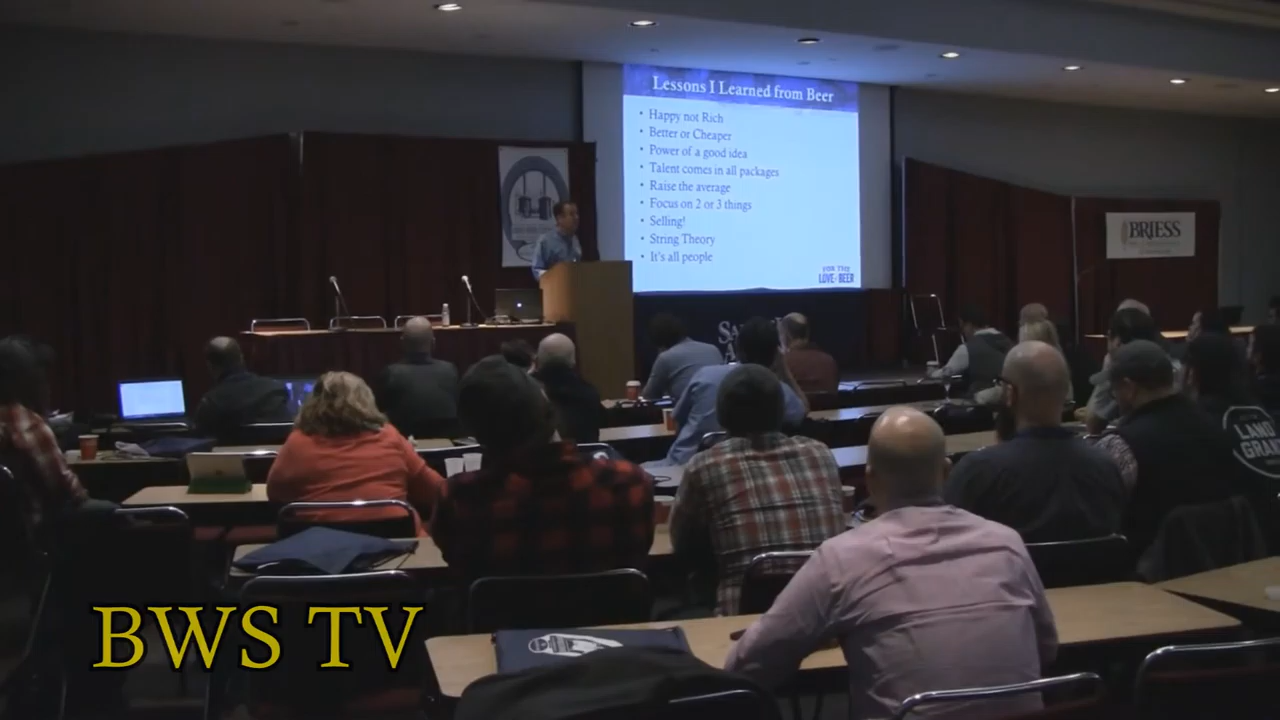 Lessons I Learned from Beer
• Happy not Rich
• Better or Cheaper
• Power of a good idea
• Talent comes in all packages
• Raise the average
• Focus on 2 or 3 things
• Selling!
• String Theory
• It's all people
FOR THE
LOVE OF BEER
BRIESS
LAND
GRAN
BWS TV